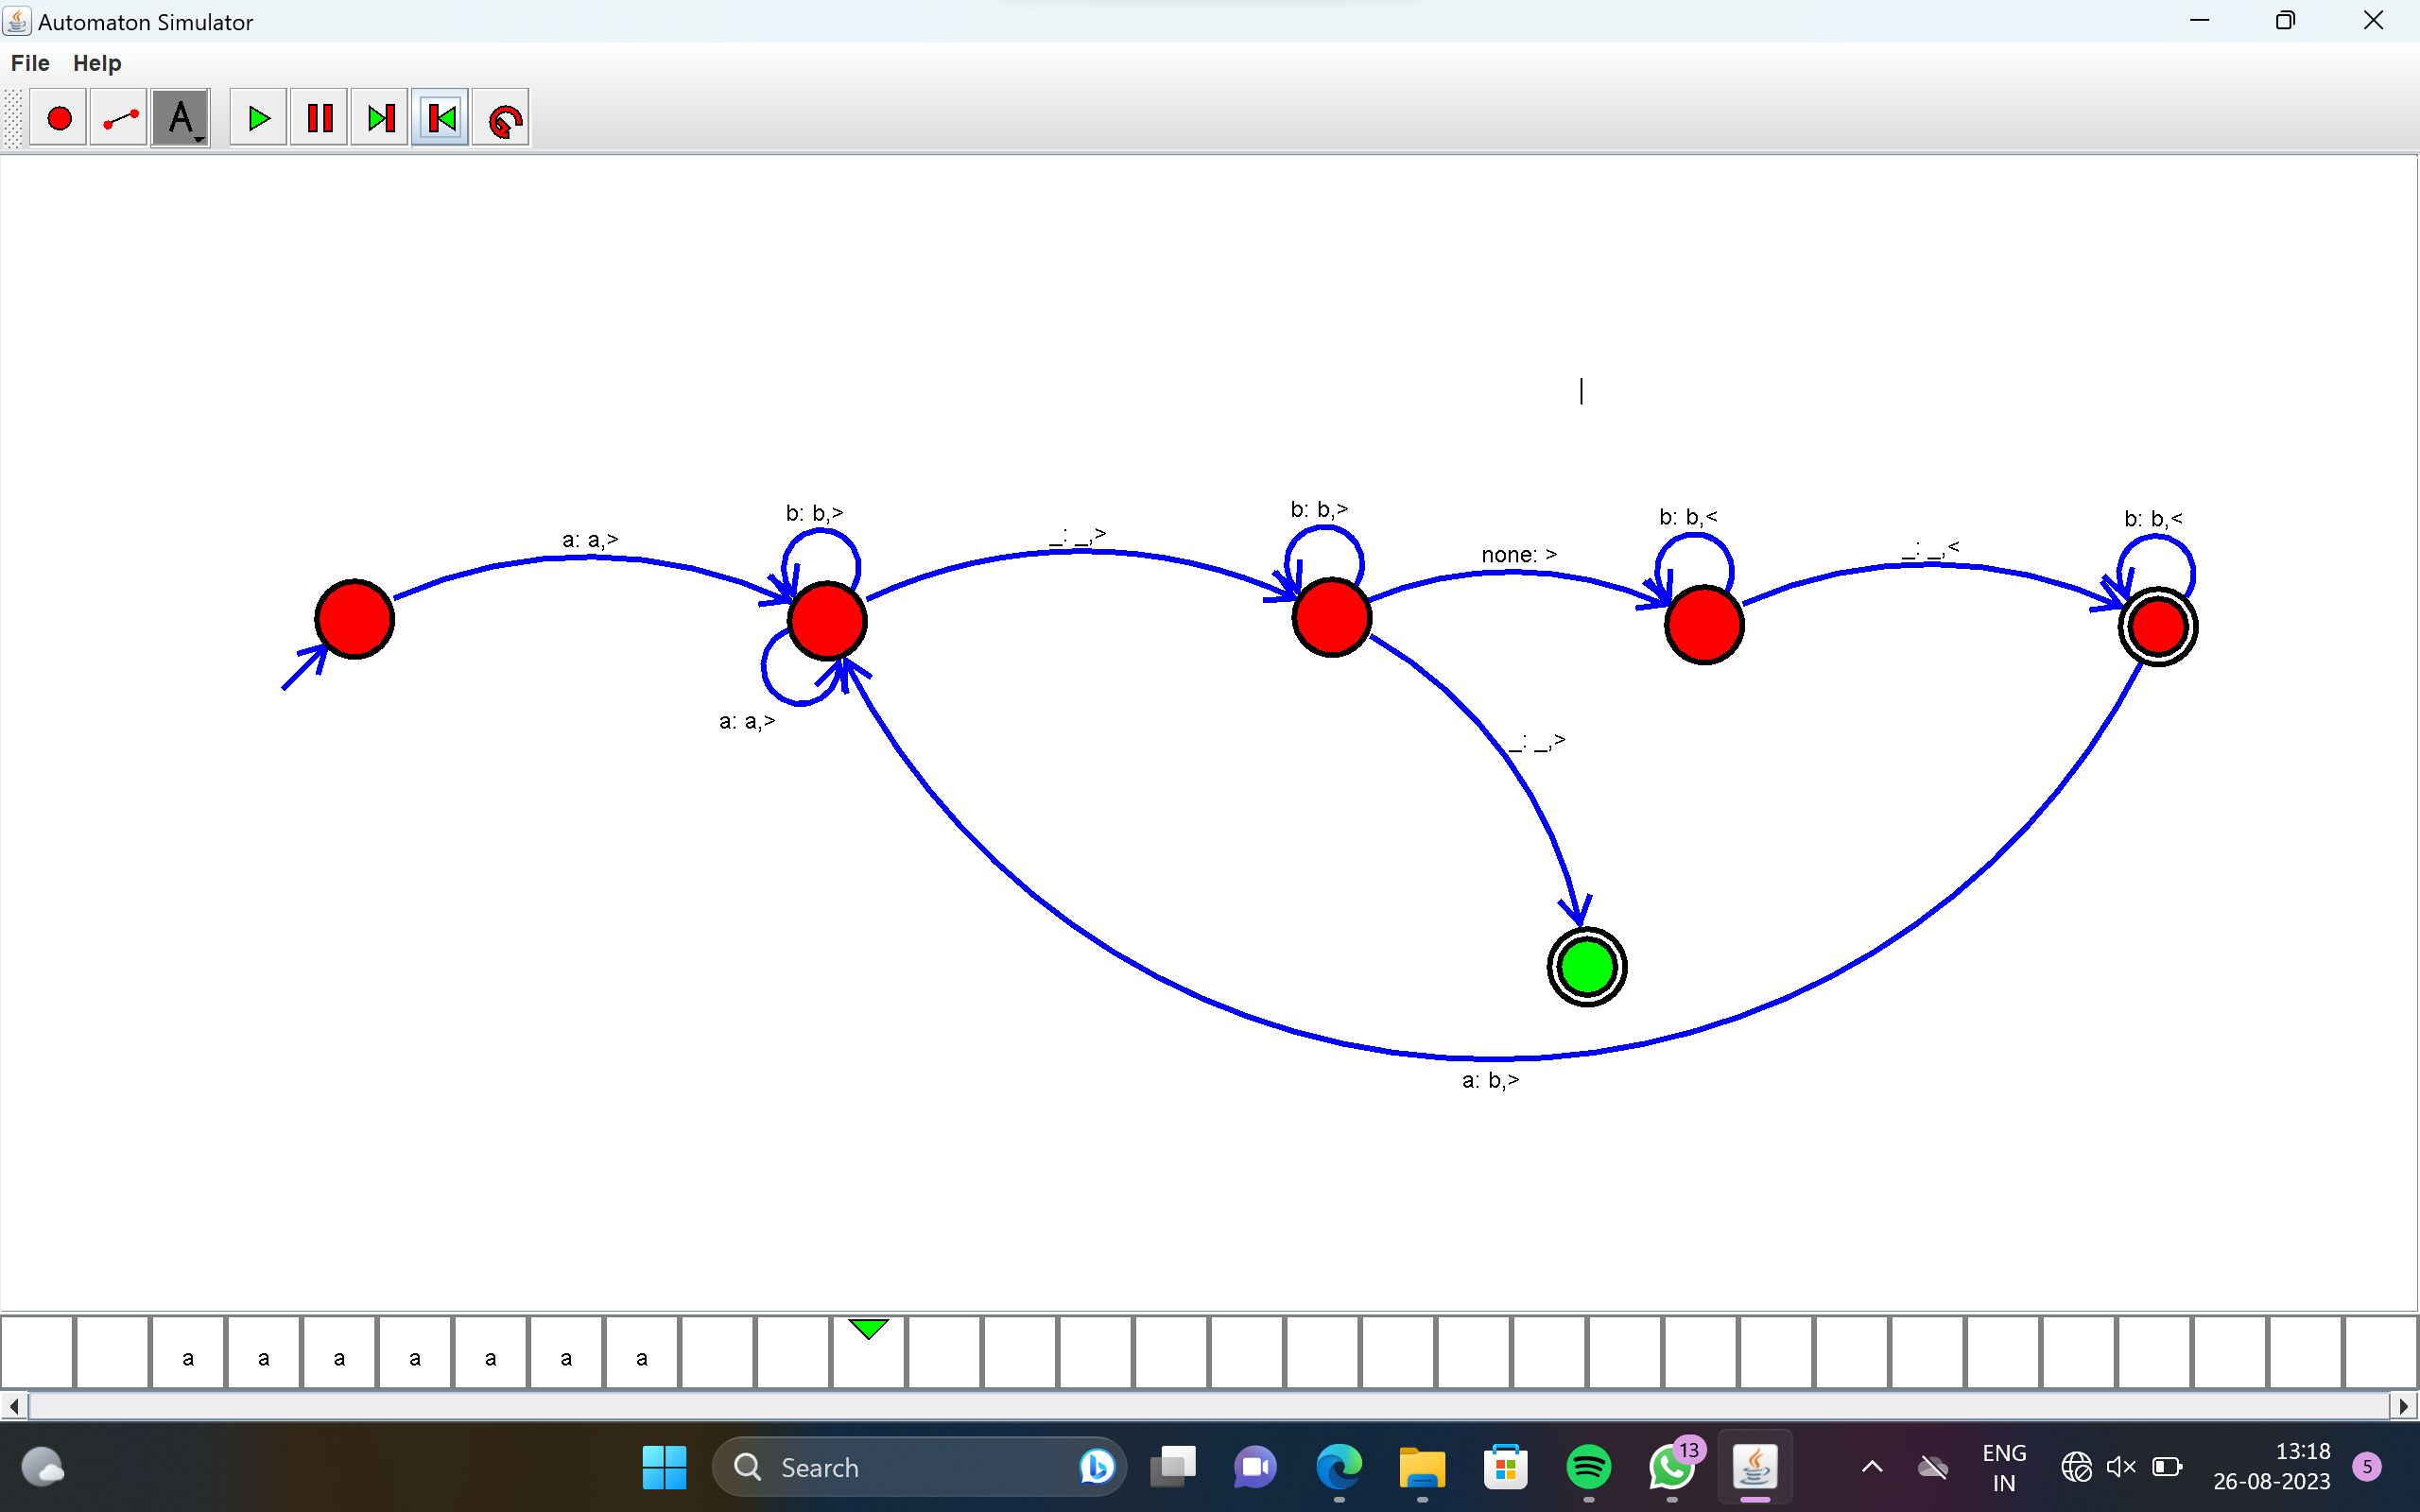 Automaton Simulator
File Help
A
b: b,> b: b,> b: b,< b: b,<
a: a,> _: _,> none: > _: _,<
a: a,>
_: _,>
a: b,>
a a a a a a a
Search
13
ENG
IN
13:18
26-08-2023
5